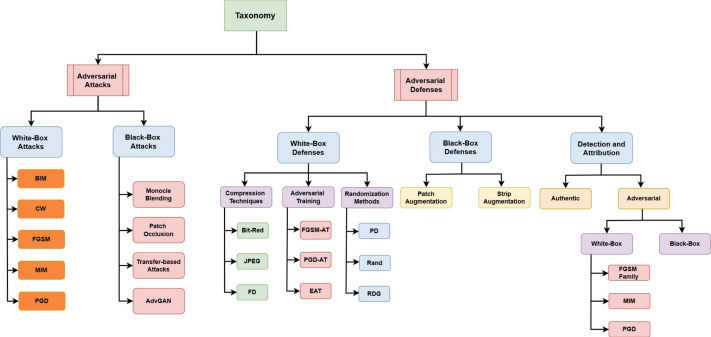 Taxonomy
Adversarial
Attacks
Adversarial
Defenses
White-Box
Attacks
Black-Box
Attacks
White-Box
Defenses
Black-Box
Defenses
Detection and
Attribution
BIM
CW
FGSM
MIM
PGD
Monocle
Blending
Patch
Occlusion
Transfer-based
Attacks
AdvGAN
Compression
Techniques
Adversarial
Training
Randomization
Methods
Bit-Red
JPEG
FD
FGSM-AT
PGD-AT
EAT
PD
Rand
RDG
Patch
Augmentation
Strip
Augmentation
Authentic
Adversarial
White-Box
Black-Box
FGSM
Family
MIM
PGD